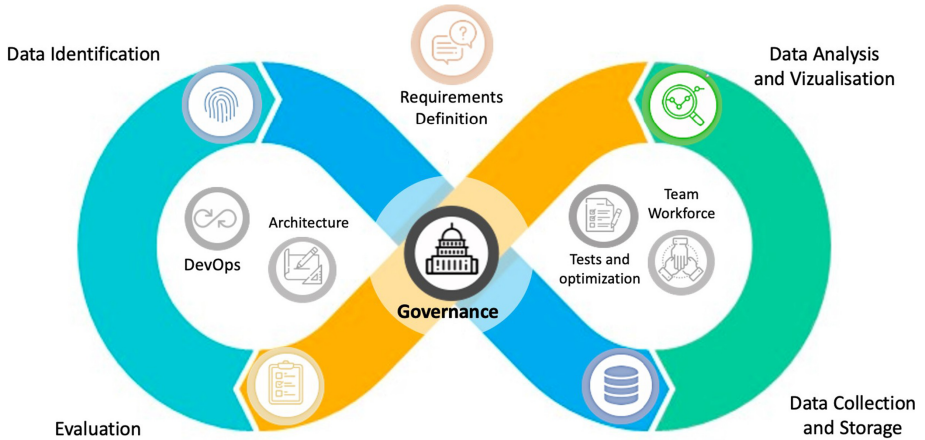 Data Identification
Requirements
Definition
Data Analysis
and Vizualisation
DevOps
Architecture
Governance
Tests and
optimization
Team
Workforce
Evaluation
Data Collection
and Storage